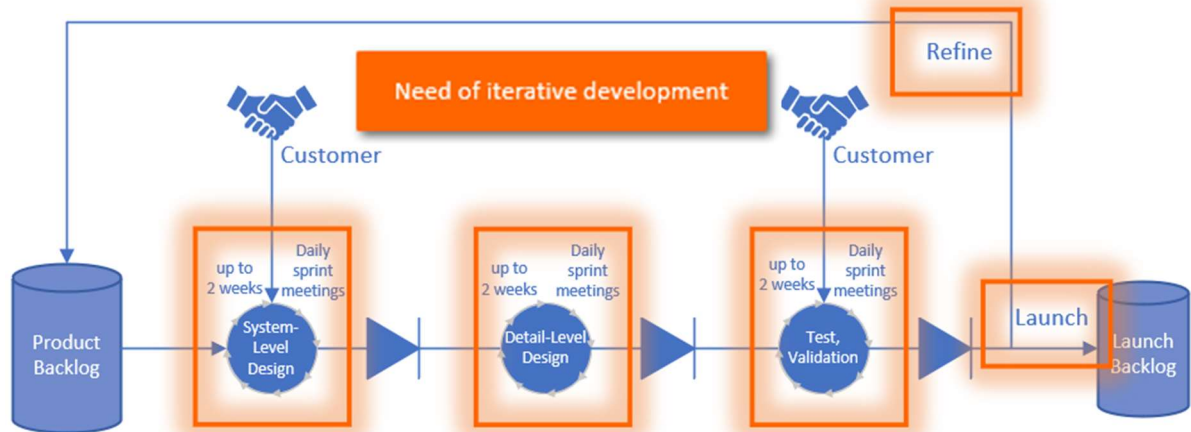 Refine
Need of iterative development
Customer
Customer
up to
2 weeks
Daily
sprint
meetings
up to
2 weeks
Daily
sprint
meetings
up to
2 weeks
Daily
sprint
meetings
Product
Backlog
System-
Level
Design
Detail-Level
Design
Test,
Validation
Launch
Launch
Backlog